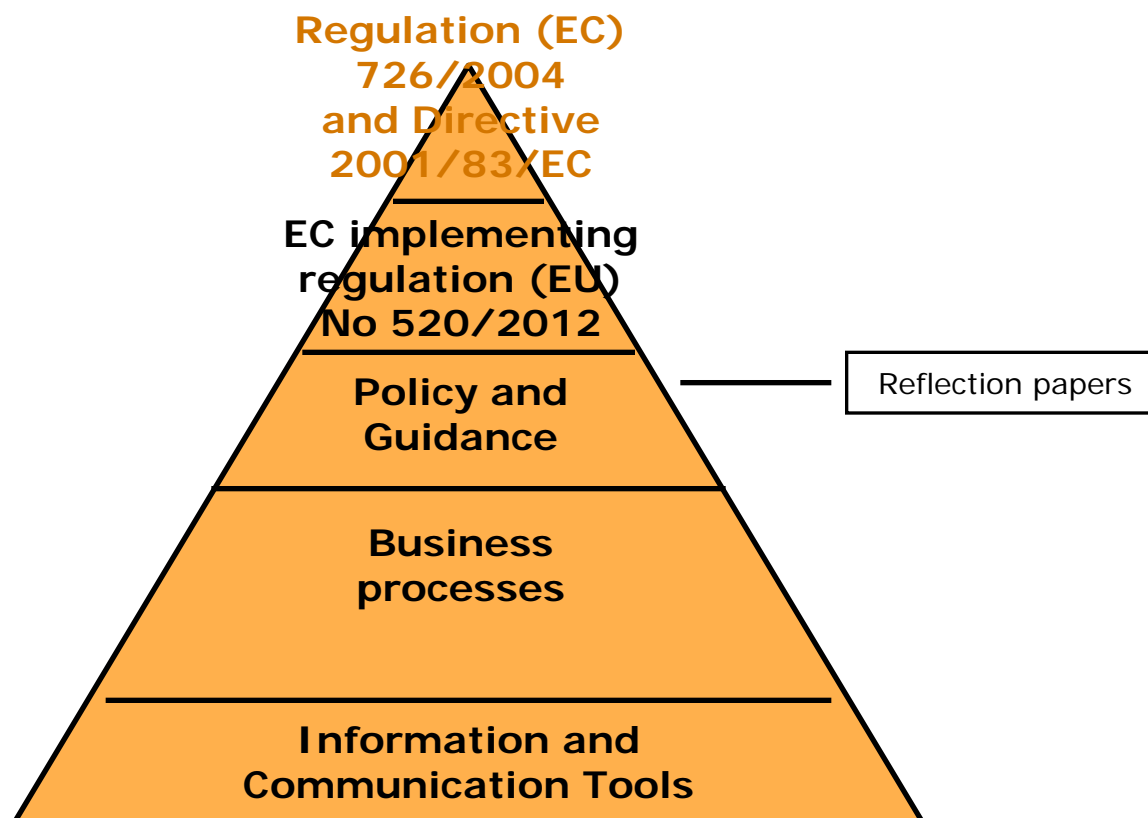 Regulation (EC)
726/2004
and Directive
2001/83/EC
EC implementing
regulation (EU)
No 520/2012
Policy and
Guidance
Reflection papers
Business
processes
Information and
Communication Tools